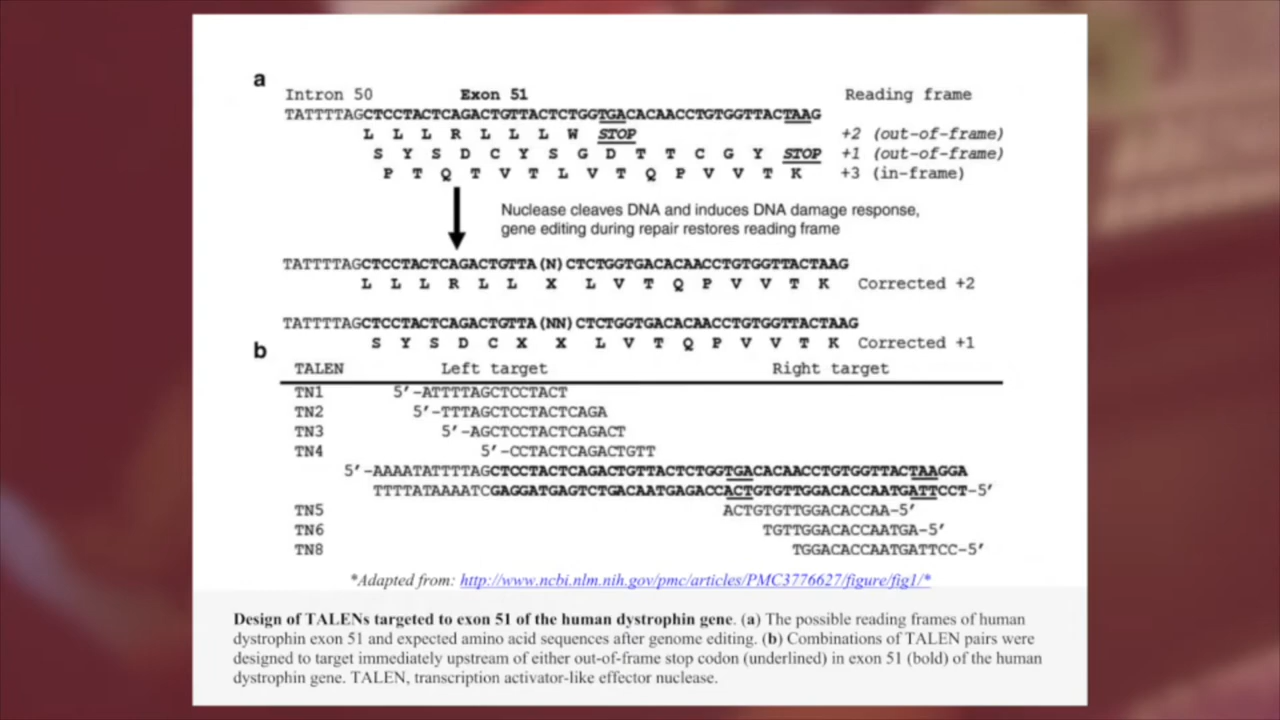 a
Intron 50 Exon 51 Reading frame
TATTTTAGCTCCTACTCAGACTGTTACTCTGGTGACACAACCTGTGGTTACTAAG
L L L R L L L W STOP +2 (out-of-frame)
S Y S D C Y S G D T T C G Y STOP +1 (out-of-frame)
P T Q T V T L V T Q P V V T K +3 (in-frame)
Nuclease cleaves DNA and induces DNA damage response,
gene editing during repair restores reading frame
TATTTTAGCTCCTACTCAGACTGTTA(N)CTCTGGTGACACAACCTGTGGTTACTAAG
L L L R L L X L V T Q P V V T K Corrected +2
TATTTTAGCTCCTACTCAGACTGTTA(NN)CTCTGGTGACACAACCTGTGGTTACTAAG
S Y S D C X X L V T Q P V V T K Corrected +1
b
TALEN Left target Right target
TN1 5′-ATTTTAGCTCCTACT
TN2 5′-TTTAGCTCCTACTCAGA
TN3 5′-AGCTCCTACTCAGACT
TN4 5′-CCTACTCAGACTGTT
5′-AAAATATTTTAGCTCCTACTCAGACTGTTACTCTGGTGACACAACCTGTGGTTACTAAGGA
TTTTATAAAATCGAGGATGAGTCTGACAATGAGACCACTGTGTTGGACACCAATGATTCCT-5′
TN5 ACTGTGTTGGACACCAA-5′
TN6 TGTTGGACACCAATGA-5′
TN8 TGGACACCAATGATTCC-5′
*Adapted from: http://www.ncbi.nlm.nih.gov/pmc/articles/PMC3776627/figure/fig1/*
Design of TALENs targeted to exon 51 of the human dystrophin gene. (a) The possible reading frames of human
dystrophin exon 51 and expected amino acid sequences after genome editing. (b) Combinations of TALEN pairs were
designed to target immediately upstream of either out-of-frame stop codon (underlined) in exon 51 (bold) of the human
dystrophin gene. TALEN, transcription activator-like effector nuclease.